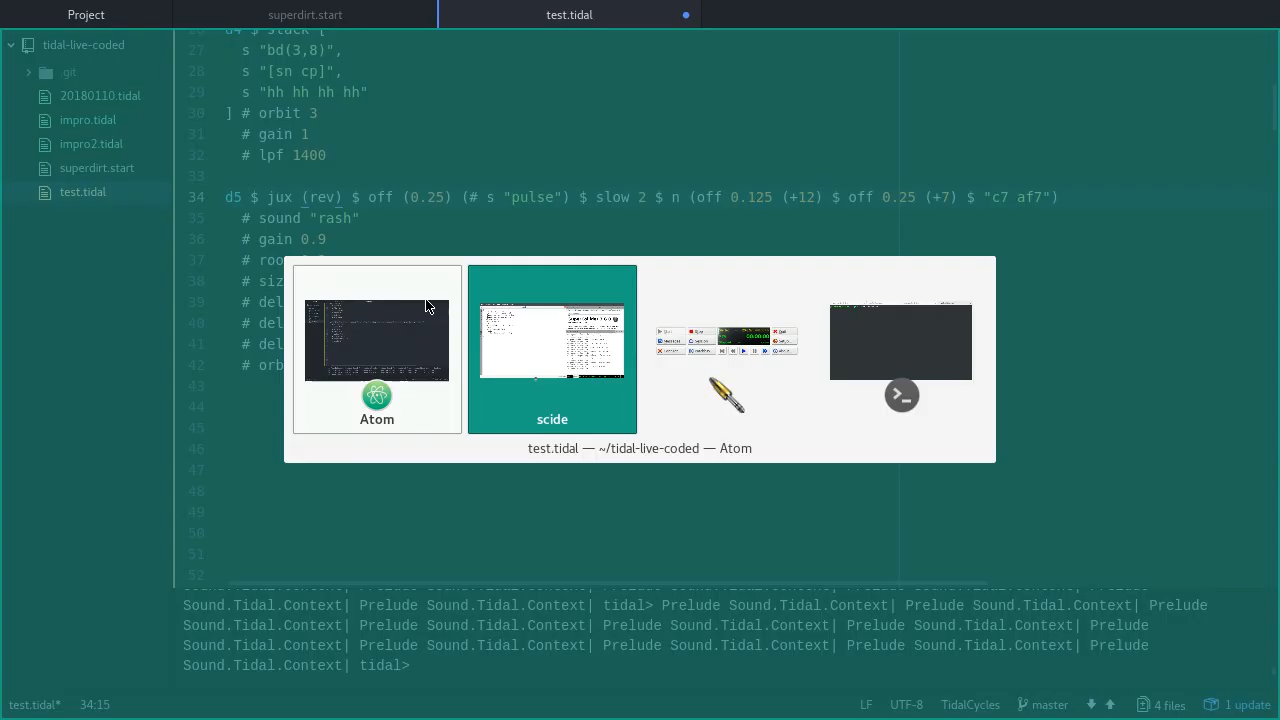 Project
superdirt.start
test.tidal
tidal-live-coded
.git
20180110.tidal
impro.tidal
impro2.tidal
superdirt.start
test.tidal
26 d4 $ stack [
27 s "bd(3,8)",
28 s "[sn cp]",
29 s "hh hh hh hh"
30 ] # orbit 3
31 # gain 1
32 # lpf 1400
33
34 d5 $ jux (rev) $ off (0.25) (# s "pulse") $ slow 2 $ n (off 0.125 (+12) $ off 0.25 (+7) $ "c7 af7")
35 # sound "rash"
36 # gain 0.9
37 # roo
38 # siz
39 # del
40 # del
41 # del
42 # orb
43
44
45
46
47
48
49
50
51
52
Atom
scide
test.tidal — ~/tidal-live-coded — Atom
Sound.Tidal.Context| Prelude Sound.Tidal.Context| tidal> Prelude Sound.Tidal.Context| Prelude Sound.Tidal.Context| Prelude
Sound.Tidal.Context| Prelude Sound.Tidal.Context| Prelude Sound.Tidal.Context| Prelude Sound.Tidal.Context| Prelude
Sound.Tidal.Context| Prelude Sound.Tidal.Context| Prelude Sound.Tidal.Context| Prelude Sound.Tidal.Context| Prelude
Sound.Tidal.Context| tidal>
test.tidal* 34:15 LF UTF-8 TidalCycles master 4 files 1 update